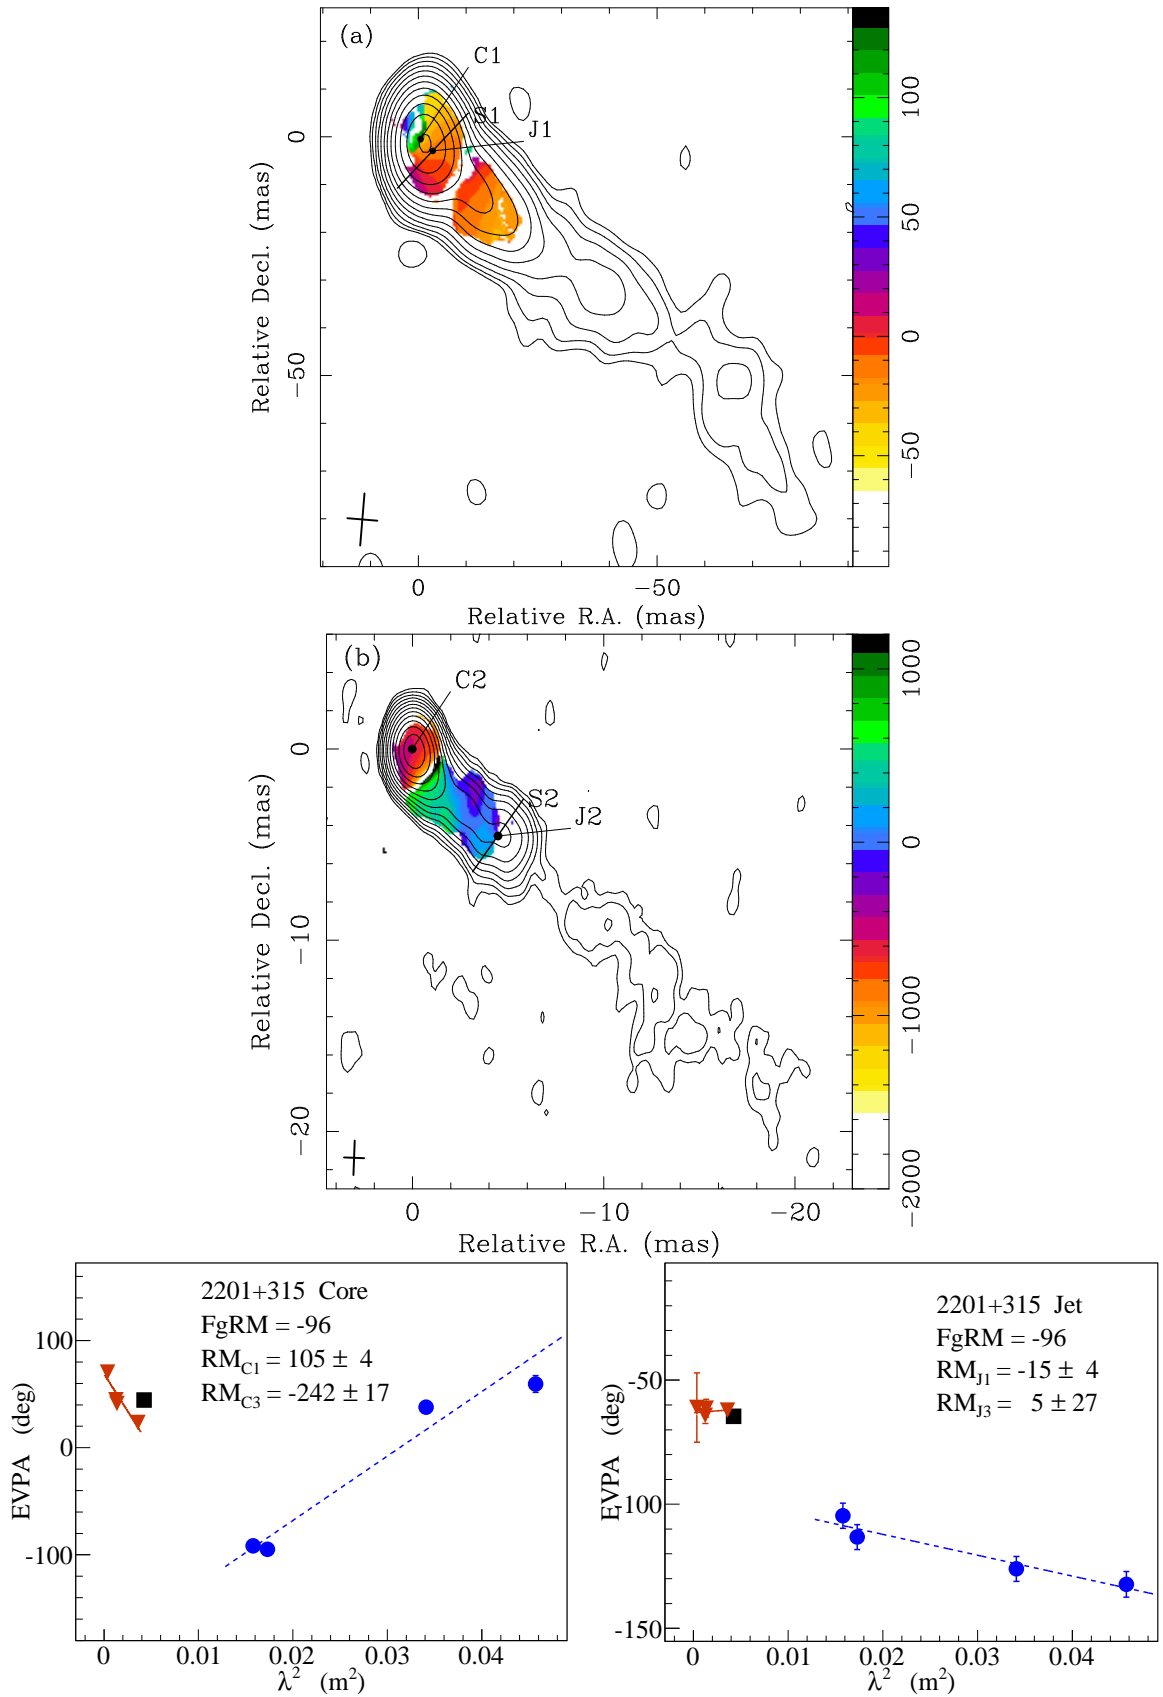 (a)
C1
S1
J1
0
−50
Relative Decl. (mas)
0
−50
Relative R.A. (mas)
100
50
0
−50
(b)
C2
S2
J2
0
−10
−20
Relative Decl. (mas)
0
−10
−20
Relative R.A. (mas)
1000
0
−1000
−2000
2201+315 Core
FgRM = -96
RM_C1 = 105 ± 4
RM_C3 = -242 ± 17
100
0
-100
EVPA (deg)
0
0.01
0.02
0.03
0.04
λ² (m²)
2201+315 Jet
FgRM = -96
RM_J1 = -15 ± 4
RM_J3 = 5 ± 27
-50
-100
-150
EVPA (deg)
0
0.01
0.02
0.03
0.04
λ² (m²)